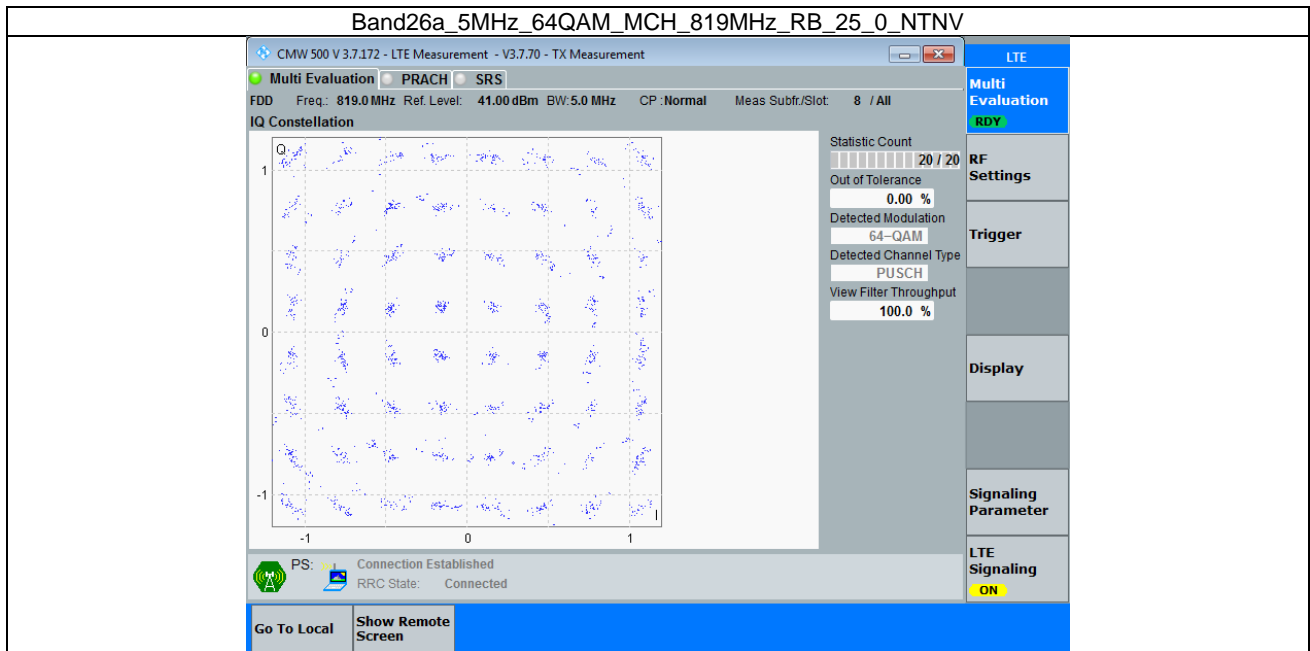 Band26a_5MHz_64QAM_MCH_819MHz_RB_25_0_NTNV
CMW 500 V 3.7.172 - LTE Measurement - V3.7.70 - TX Measurement
LTE
Multi Evaluation PRACH SRS
FDD Freq.: 819.0 MHz Ref. Level: 41.00 dBm BW: 5.0 MHz CP : Normal Meas Subfr./Slot: 8 / All
IQ Constellation
Q
1
0
-1
-1 0 1
I
Statistic Count
20 / 20
Out of Tolerance
0.00 %
Detected Modulation
64-QAM
Detected Channel Type
PUSCH
View Filter Throughput
100.0 %
Multi
Evaluation
RDY
RF
Settings
Trigger
Display
Signaling
Parameter
LTE
Signaling
ON
PS: Connection Established
RRC State: Connected
Go To Local
Show Remote
Screen